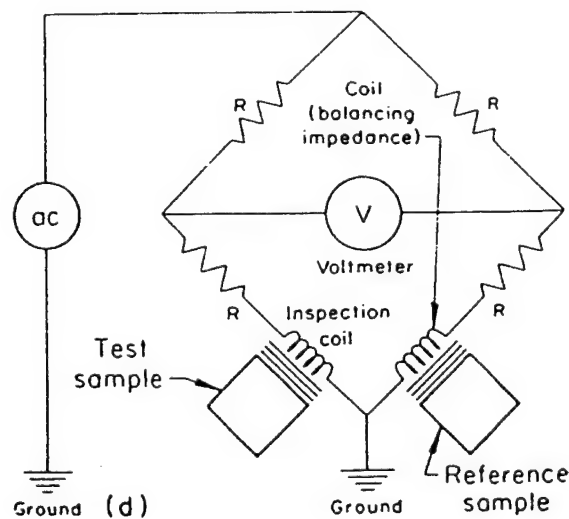 Coil
(balancing
impedance)
R
R
ac
V
Voltmeter
R
R
Inspection
coil
Test
sample
Reference
sample
Ground
(d)
Ground